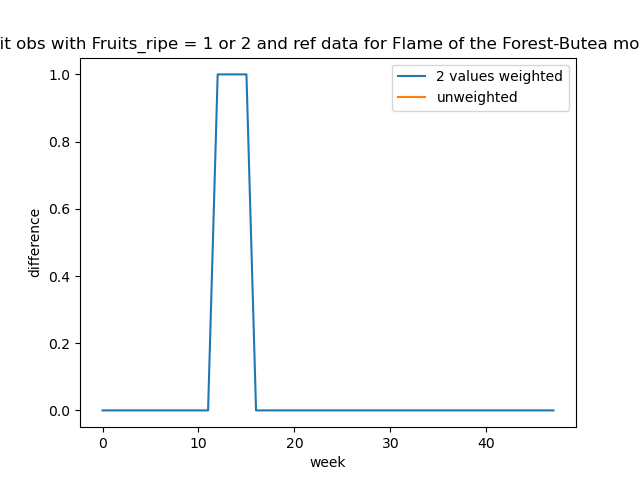 it obs with Fruits_ripe = 1 or 2 and ref data for Flame of the Forest-Butea mo
2 values weighted
unweighted
1.0
0.8
0.6
0.4
0.2
0.0
difference
0 10 20 30 40
week